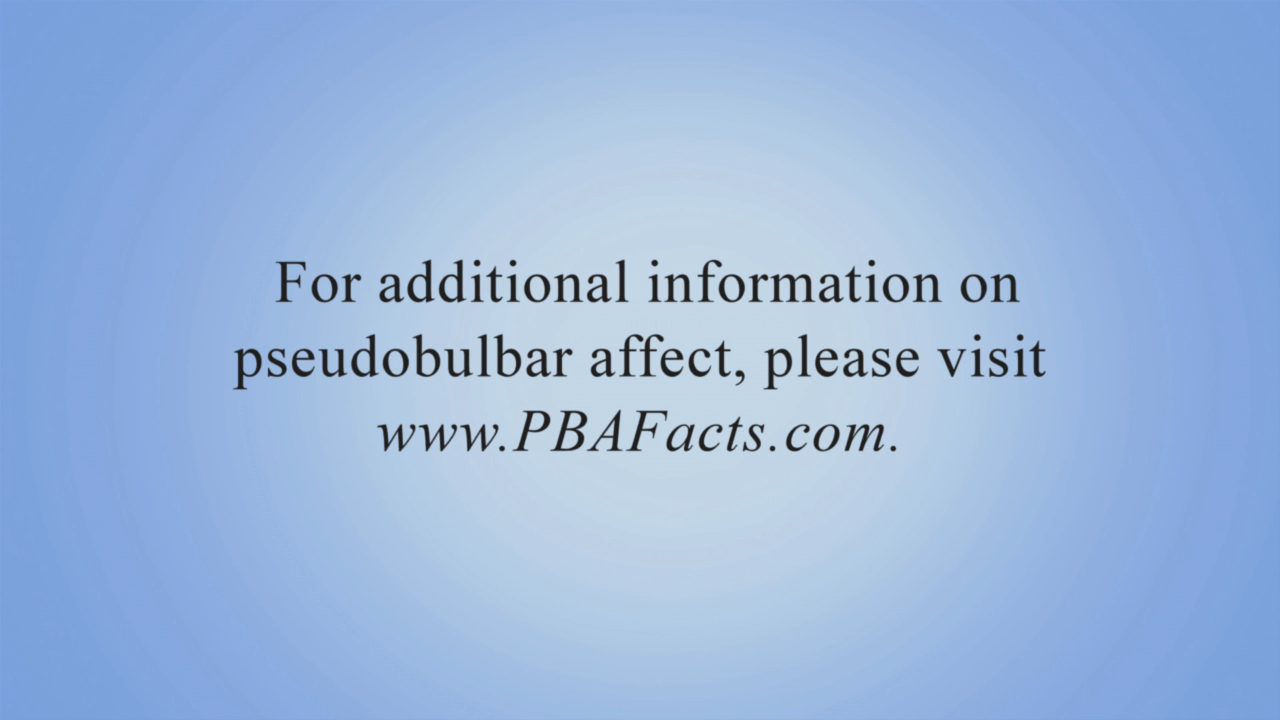 For additional information on
pseudobulbar affect, please visit
www.PBAFacts.com.